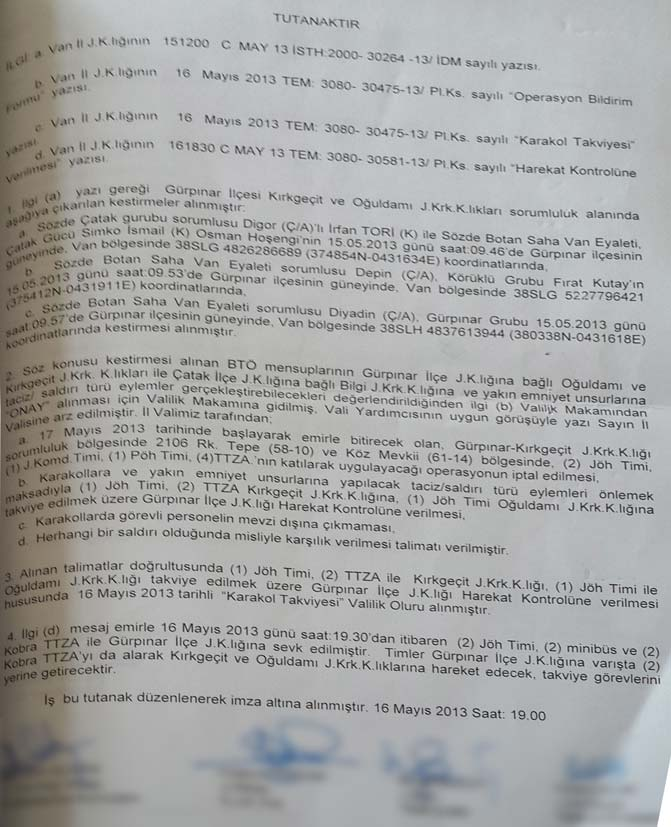 TUTANAKTIR
İLGİ: a. Van İl J.K.lığının 151200 C MAY 13 İSTH:2000- 30264 -13/ İDM sayılı yazısı.
b. Van İl J.K.lığının 16 Mayıs 2013 TEM: 3080- 30475-13/ Pl.Ks. sayılı "Operasyon Bildirim
Formu" yazısı.
c. Van İl J.K.lığının 16 Mayıs 2013 TEM: 3080- 30475-13/ Pl.Ks. sayılı "Karakol Takviyesi"
yazısı.
d. Van İl J.K.lığının 161830 C MAY 13 TEM: 3080- 30581-13/ Pl.Ks. sayılı "Harekat Kontrolüne
Verilmesi" yazısı.
1. İlgi (a) yazı gereği Gürpınar İlçesi Kırkgeçit ve Oğuldamı J.Krk.K.lıkları sorumluluk alanında
aşağıya çıkarılan kestirmeler alınmıştır:
a. Sözde Çatak gurubu sorumlusu Digor (Ç/A)'lı İrfan TORİ (K) ile Sözde Botan Saha Van Eyaleti,
Çatak Gücü Simko İsmail (K) Osman Hoşengi'nin 15.05.2013 günü saat:09.46'de Gürpınar ilçesinin
güneyinde, Van bölgesinde 38SLG 4826286689 (374854N-0431634E) koordinatlarında,
b. Sözde Botan Saha Van Eyaleti sorumlusu Depin (Ç/A), Körüklü Grubu Fırat Kutay'ın
15.05.2013 günü saat:09.53'de Gürpınar ilçesinin güneyinde, Van bölgesinde 38SLG 5227796421
(375412N-0431911E) koordinatlarında,
c. Sözde Botan Saha Van Eyaleti sorumlusu Diyadin (Ç/A), Gürpınar Grubu 15.05.2013 günü
saat:09.57'de Gürpınar ilçesinin güneyinde, Van bölgesinde 38SLH 4837613944 (380338N-0431618E)
koordinatlarında kestirmesi alınmıştır.
2. Söz konusu kestirmesi alınan BTÖ mensuplarının Gürpınar İlçe J.K.lığına bağlı Oğuldamı ve
Kırkgeçit J.Krk. K.lıkları ile Çatak İlçe J.K.lığına bağlı Bilgi J.Krk.K.lığına ve yakın emniyet unsurlarına
taciz/ saldırı türü eylemler gerçekleştirebilecekleri değerlendirildiğinden ilgi (b) Valilik Makamından
"ONAY" alınması için Valilik Makamına gidilmiş. Vali Yardımcısının uygun görüşüyle yazı Sayın İl
Valisine arz edilmiştir. İl Valimiz tarafından;
a. 17 Mayıs 2013 tarihinde başlayarak emirle bitirecek olan, Gürpınar-Kırkgeçit J.Krk.K.lığı
sorumluluk bölgesinde 2106 Rk. Tepe (58-10) ve Köz Mevkii (61-14) bölgesinde, (2) Jöh Timi,
(1) J.Komd.Timi, (1) Pöh Timi, (4)TTZA.'nın katılarak uygulayacağı operasyonun iptal edilmesi,
b. Karakollara ve yakın emniyet unsurlarına yapılacak taciz/saldırı türü eylemleri önlemek
maksadıyla (1) Jöh Timi, (2) TTZA Kırkgeçit J.Krk.K.lığına, (1) Jöh Timi Oğuldamı J.Krk.K.lığına
takviye edilmek üzere Gürpınar İlçe J.K.lığı Harekat Kontrolüne verilmesi,
c. Karakollarda görevli personelin mevzi dışına çıkmaması,
d. Herhangi bir saldırı olduğunda misliyle karşılık verilmesi talimatı verilmiştir.
3. Alınan talimatlar doğrultusunda (1) Jöh Timi, (2) TTZA ile Kırkgeçit J.Krk.K.lığı, (1) Jöh Timi ile
Oğuldamı J.Krk.K.lığı takviye edilmek üzere Gürpınar İlçe J.K.lığı Harekat Kontrolüne verilmesi
hususunda 16 Mayıs 2013 tarihli "Karakol Takviyesi" Valilik Oluru alınmıştır.
4. İlgi (d) mesaj emirle 16 Mayıs 2013 günü saat:19.30'dan itibaren (2) Jöh Timi, (2) minibüs ve (2)
Kobra TTZA ile Gürpınar İlçe J.K.lığına sevk edilmiştir. Timler Gürpınar İlçe J.K.lığına varışta (2)
Kobra TTZA'yı da alarak Kırkgeçit ve Oğuldamı J.Krk.K.lıklarına hareket edecek, takviye görevlerini
yerine getirecektir.
İş bu tutanak düzenlenerek imza altına alınmıştır. 16 Mayıs 2013 Saat: 19.00